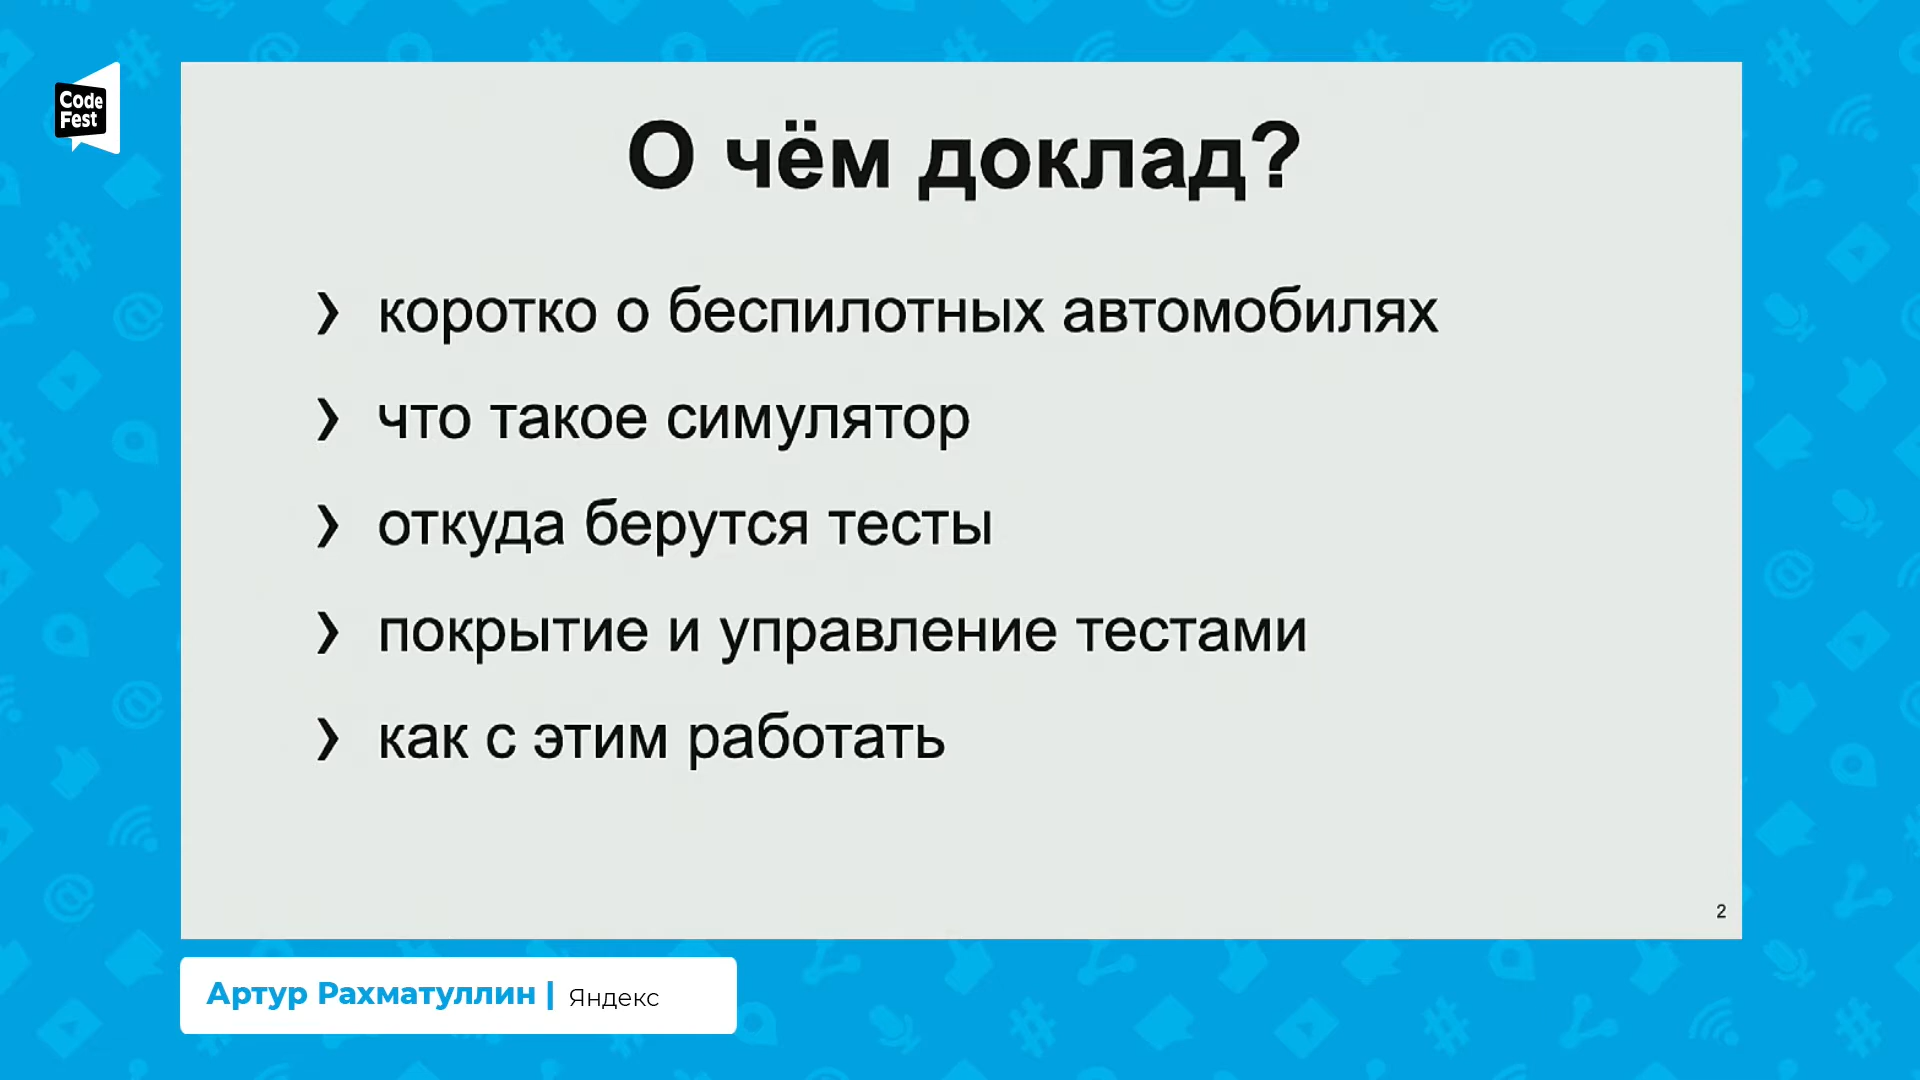 Code
Fest
О чём доклад?
❯ коротко о беспилотных автомобилях
❯ что такое симулятор
❯ откуда берутся тесты
❯ покрытие и управление тестами
❯ как с этим работать
2
Артур Рахматуллин | Яндекс